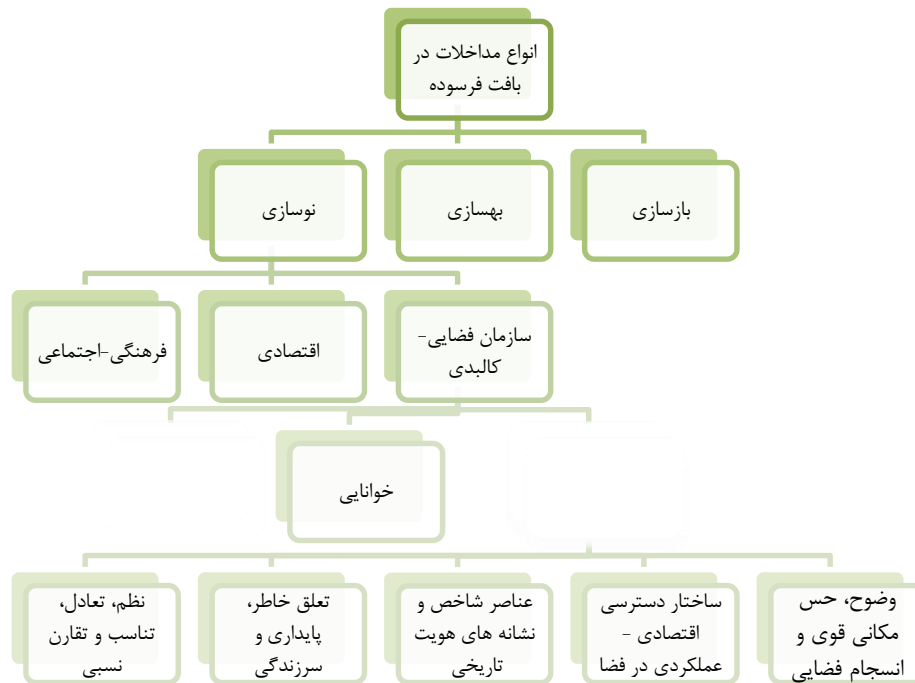 انواع مداخلات در
بافت فرسوده
بازسازی
بهسازی
نوسازی
سازمان فضایی-
کالبدی
اقتصادی
فرهنگی-اجتماعی
خوانایی
وضوح، حس
مکانی قوی و
انسجام فضایی
ساختار دسترسی
اقتصادی -
عملکردی در فضا
عناصر شاخص و
نشانه های هویت
تاریخی
تعلق خاطر،
پایداری و
سرزندگی
نظم، تعادل،
تناسب و تقارن
نسبی